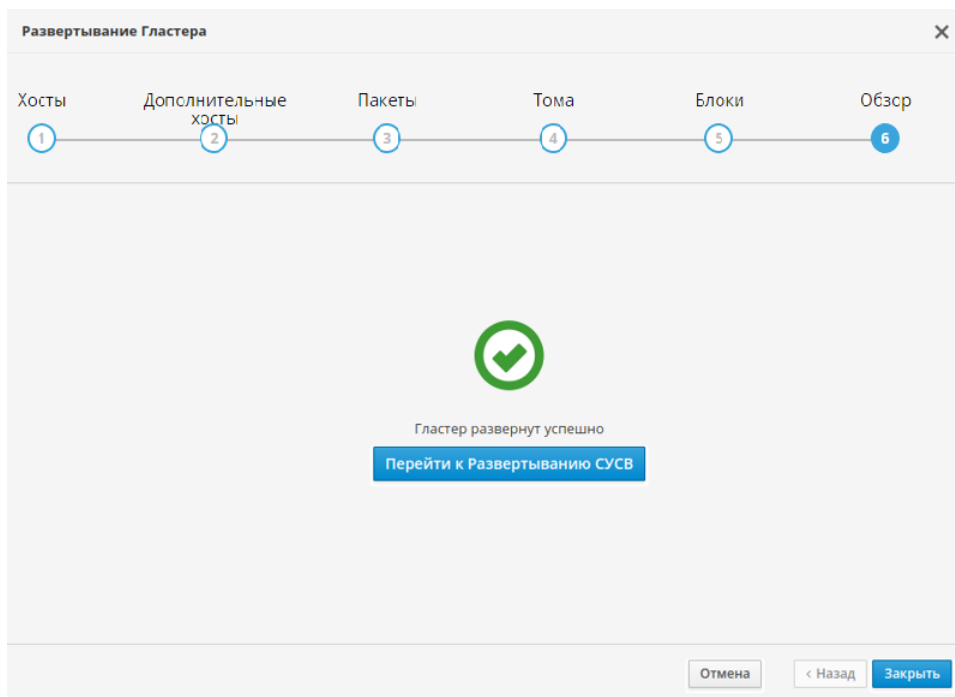 Развертывание Гластера
Хосты
Дополнительные
хосты
Пакеты
Тома
Блоки
Обзор
1
2
3
4
5
6
Гластер развернут успешно
Перейти к Развертыванию СУСВ
Отмена
< Назад
Закрыть